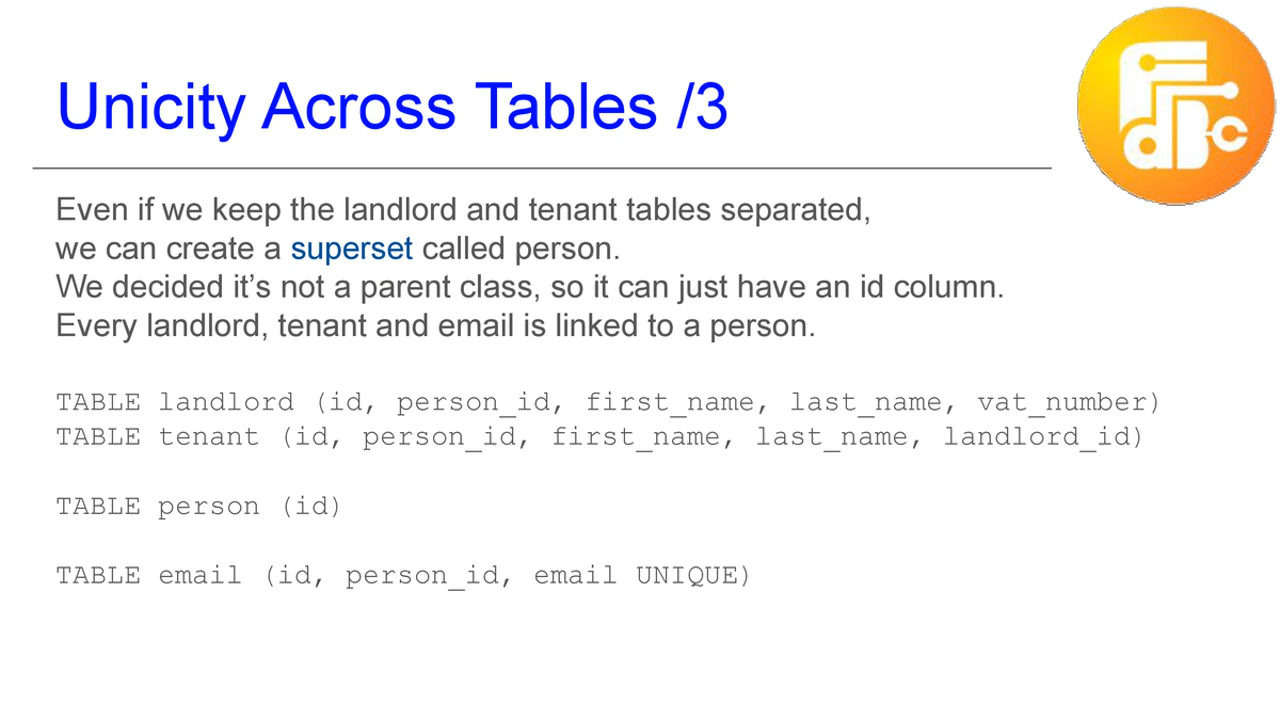 Unicity Across Tables /3
Even if we keep the landlord and tenant tables separated,
we can create a superset called person.
We decided it’s not a parent class, so it can just have an id column.
Every landlord, tenant and email is linked to a person.
TABLE landlord (id, person_id, first_name, last_name, vat_number)
TABLE tenant (id, person_id, first_name, last_name, landlord_id)
TABLE person (id)
TABLE email (id, person_id, email UNIQUE)